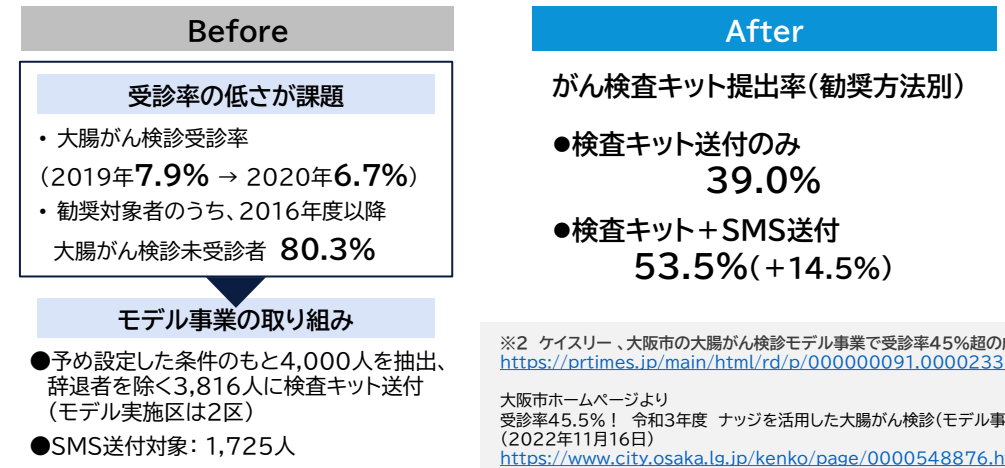 Before
受診率の低さが課題
・ 大腸がん検診受診率
（2019年7.9% → 2020年6.7%）
・ 勧奨対象者のうち、2016年度以降
大腸がん検診未受診者 80.3%
モデル事業の取り組み
●予め設定した条件のもと4,000人を抽出、
辞退者を除く3,816人に検査キット送付
（モデル実施区は2区）
●SMS送付対象：1,725人
After
がん検査キット提出率（勧奨方法別）
●検査キット送付のみ
39.0%
●検査キット＋SMS送付
53.5%（＋14.5%）
※2 ケイスリー、大阪市の大腸がん検診モデル事業で受診率45%超の
https://prtimes.jp/main/html/rd/p/000000091.0000233
大阪市ホームページより
受診率45.5%！ 令和3年度 ナッジを活用した大腸がん検診（モデル事
（2022年11月16日）
https://www.city.osaka.lg.jp/kenko/page/0000548876.h